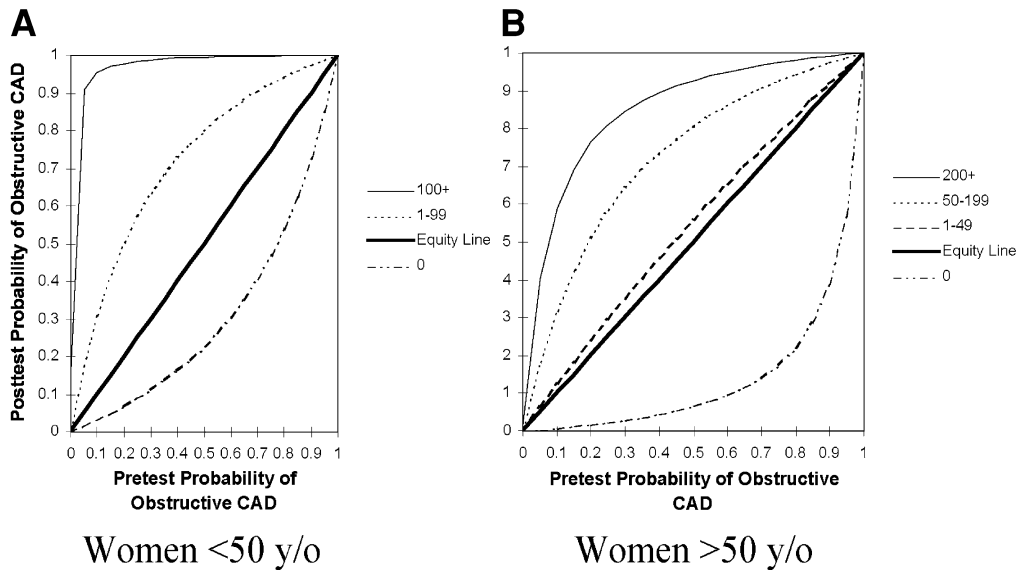 A
Posttest Probability of Obstructive CAD
1
0.9
0.8
0.7
0.6
0.5
0.4
0.3
0.2
0.1
0
0 0.1 0.2 0.3 0.4 0.5 0.6 0.7 0.8 0.9 1
Pretest Probability of
Obstructive CAD
100+
1-99
Equity Line
0
Women <50 y/o
B
1
9
8
7
6
5
4
3
2
1
0
0 0.1 0.2 0.3 0.4 0.5 0.6 0.7 0.8 0.9 1
Pretest Probability of Obstructive
CAD
200+
50-199
1-49
Equity Line
0
Women >50 y/o